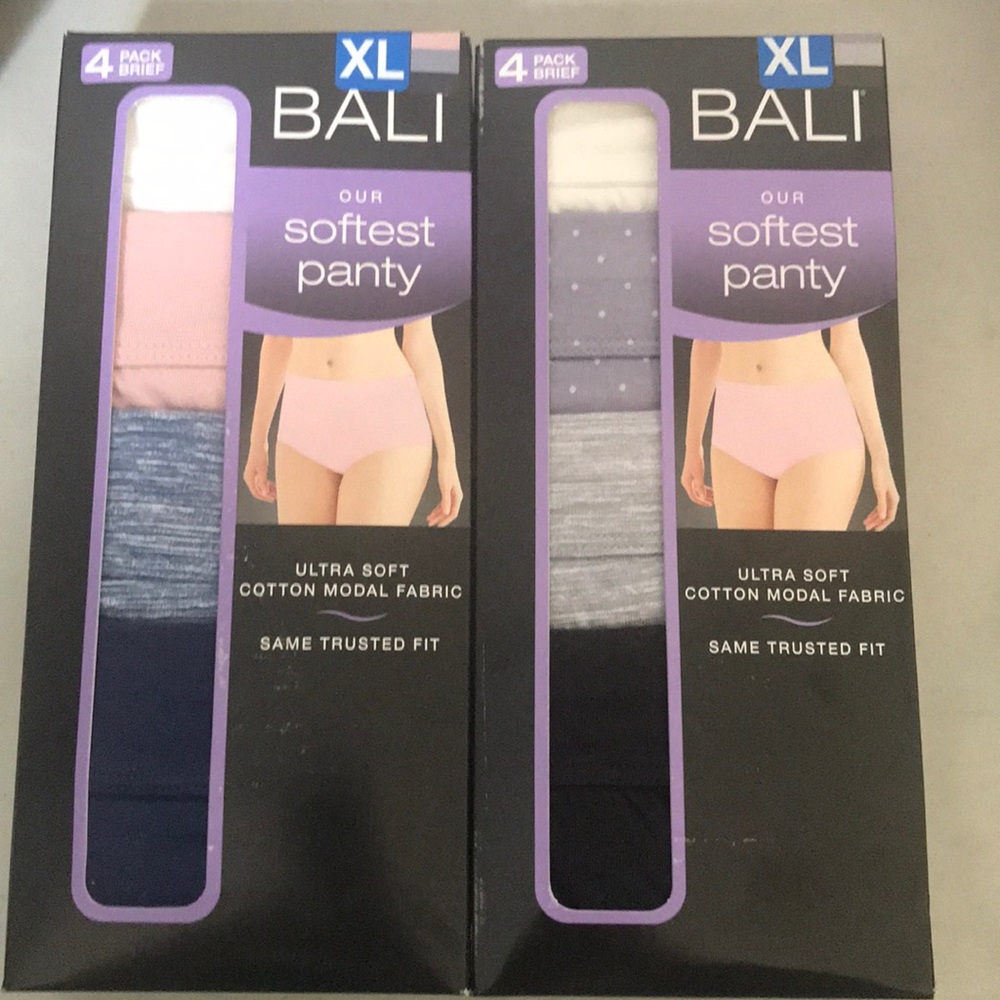 4 PACK
BRIEF
XL
BALI
OUR
softest
panty
ULTRA SOFT
COTTON MODAL FABRIC
SAME TRUSTED FIT
4 PACK
BRIEF
XL
BALI
OUR
softest
panty
ULTRA SOFT
COTTON MODAL FABRIC
SAME TRUSTED FIT